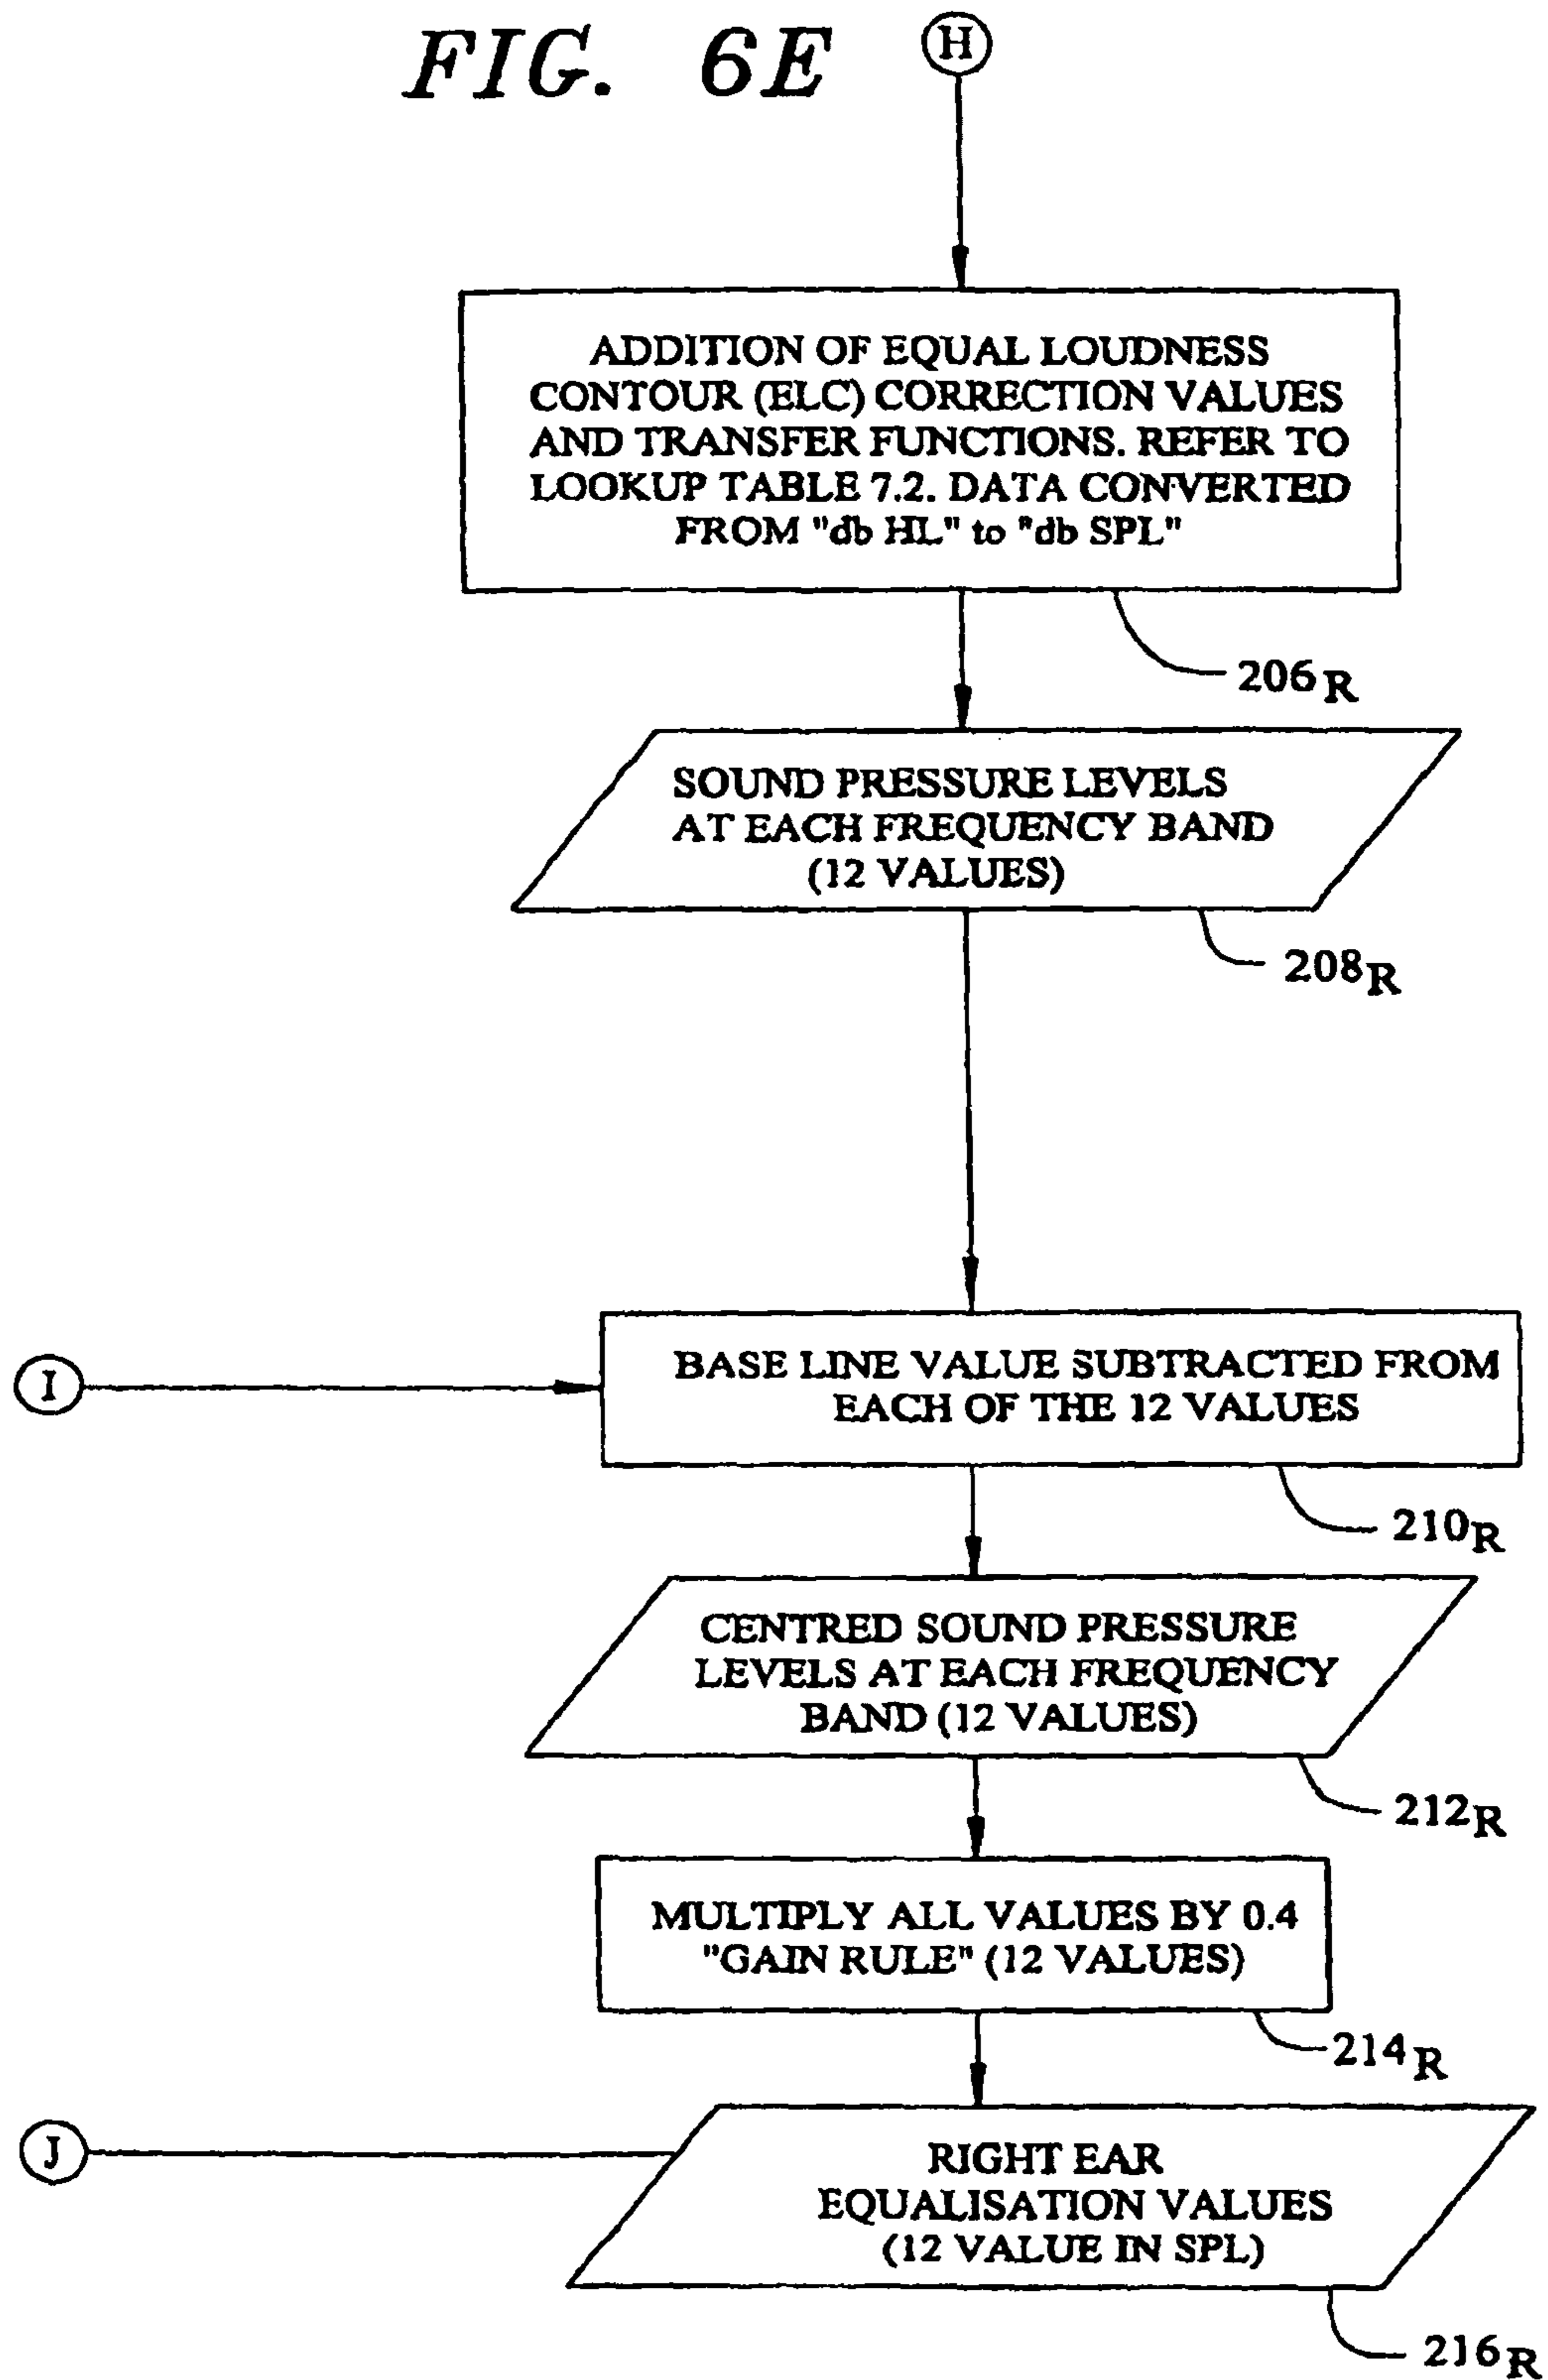 FIG. 6E
H
ADDITION OF EQUAL LOUDNESS
CONTOUR (ELC) CORRECTION VALUES
AND TRANSFER FUNCTIONS. REFER TO
LOOKUP TABLE 7.2. DATA CONVERTED
FROM "db HL" to "db SPL"
206R
SOUND PRESSURE LEVELS
AT EACH FREQUENCY BAND
(12 VALUES)
208R
I
BASE LINE VALUE SUBTRACTED FROM
EACH OF THE 12 VALUES
210R
CENTRED SOUND PRESSURE
LEVELS AT EACH FREQUENCY
BAND (12 VALUES)
212R
MULTIPLY ALL VALUES BY 0.4
"GAIN RULE" (12 VALUES)
214R
J
RIGHT EAR
EQUALISATION VALUES
(12 VALUE IN SPL)
216R